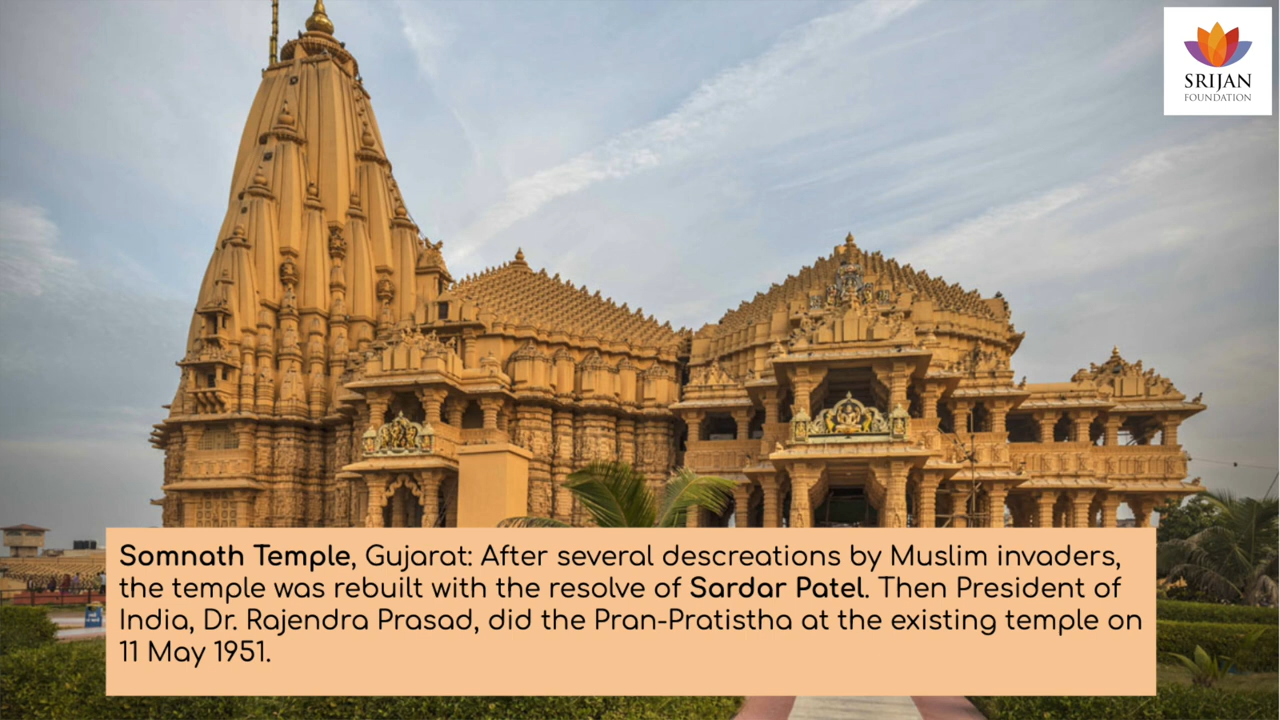 SRIJAN
FOUNDATION
Somnath Temple, Gujarat: After several descreations by Muslim invaders,
the temple was rebuilt with the resolve of Sardar Patel. Then President of
India, Dr. Rajendra Prasad, did the Pran-Pratistha at the existing temple on
11 May 1951.